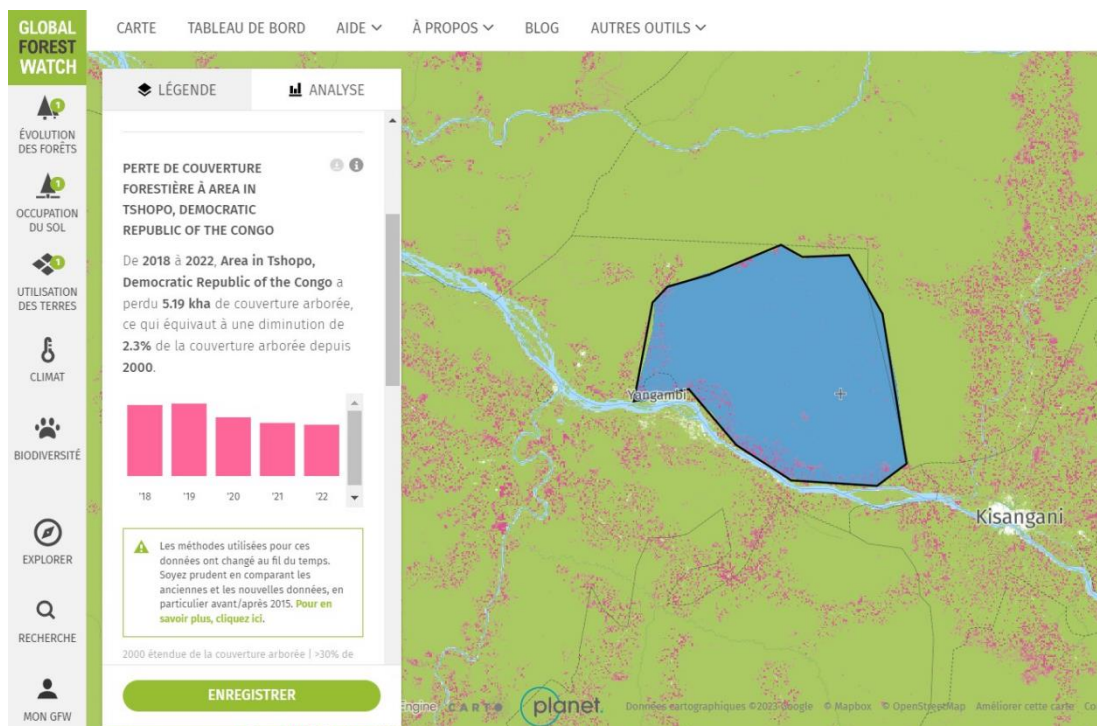 GLOBAL
FOREST
WATCH
CARTE
TABLEAU DE BORD
AIDE
À PROPOS
BLOG
AUTRES OUTILS
1
ÉVOLUTION
DES FORÊTS
1
OCCUPATION
DU SOL
1
UTILISATION
DES TERRES
CLIMAT
BIODIVERSITÉ
EXPLORER
RECHERCHE
MON GFW
LÉGENDE
ANALYSE
PERTE DE COUVERTURE
FORESTIÈRE À AREA IN
TSHOPO, DEMOCRATIC
REPUBLIC OF THE CONGO
De 2018 à 2022, Area in Tshopo,
Democratic Republic of the Congo a
perdu 5.19 kha de couverture arborée,
ce qui équivaut à une diminution de
2.3% de la couverture arborée depuis
2000.
'18 '19 '20 '21 '22
Les méthodes utilisées pour ces
données ont changé au fil du temps.
Soyez prudent en comparant les
anciennes et les nouvelles données, en
particulier avant/après 2015. Pour en
savoir plus, cliquez ici.
2000 étendue de la couverture arborée | >30% de
ENREGISTRER
Yangambi
Kisangani
ngine
CARTO
planet.
Données cartographiques ©2023 Google © Mapbox © OpenStreetMap Améliorer cette carte Co